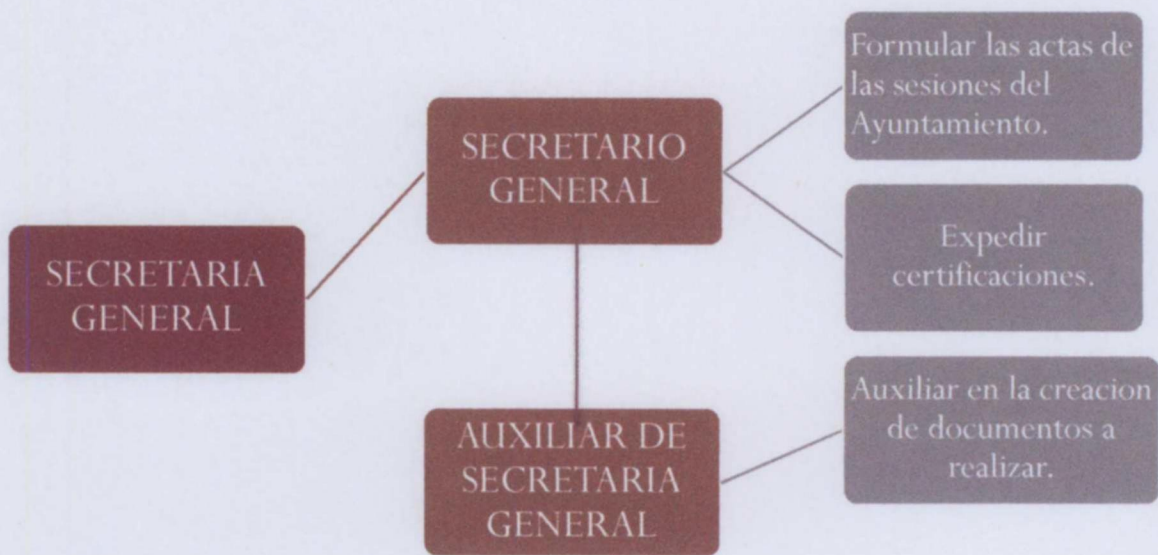 SECRETARIA
GENERAL
SECRETARIO
GENERAL
Formular las actas de
las sesiones del
Ayuntamiento.
Expedir
certificaciones.
AUXILIAR DE
SECRETARIA
GENERAL
Auxiliar en la creacion
de documentos a
realizar.